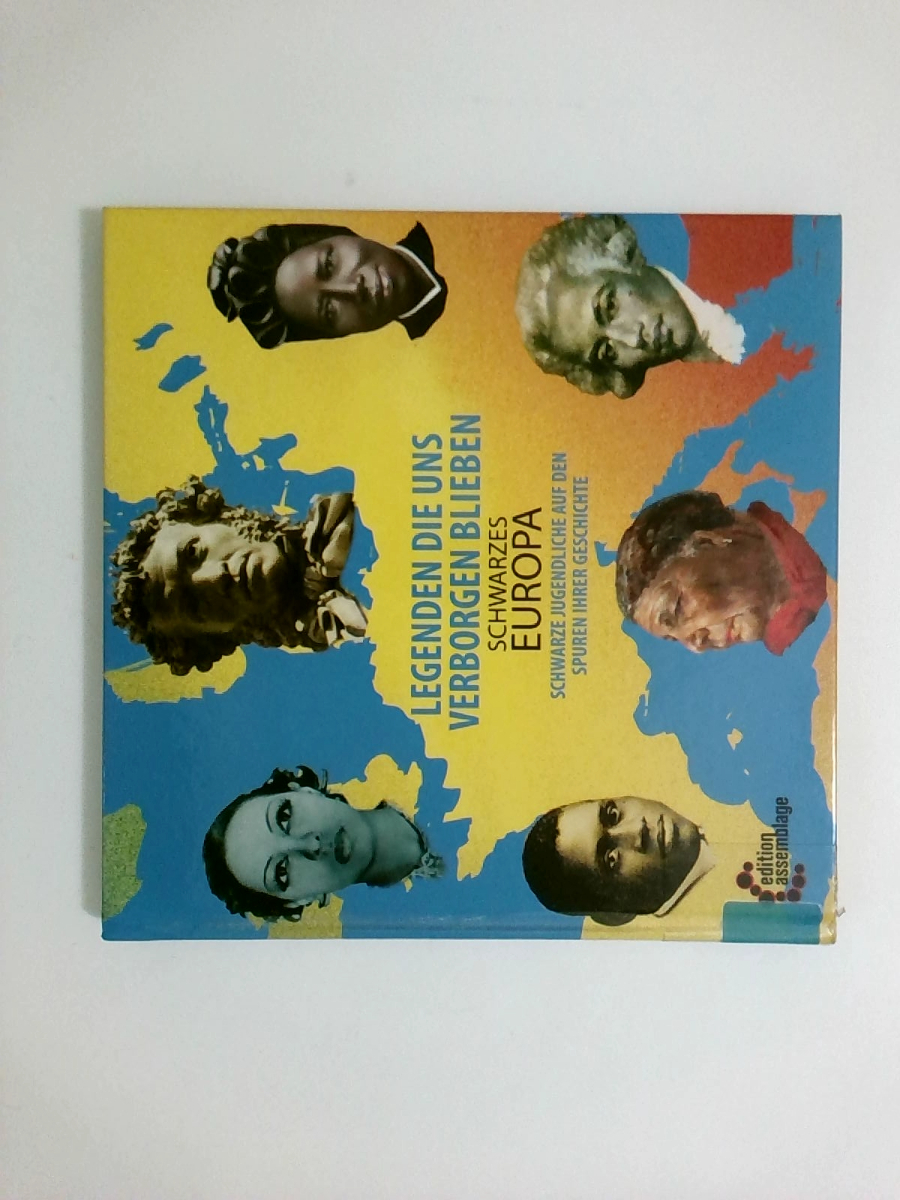 LEGENDEN DIE UNS
VERBORGEN BLIEBEN
SCHWARZES
EUROPA
SCHWARZE JUGENDLICHE AUF DEN
SPUREN IHRER GESCHICHTE
edition
assemblage